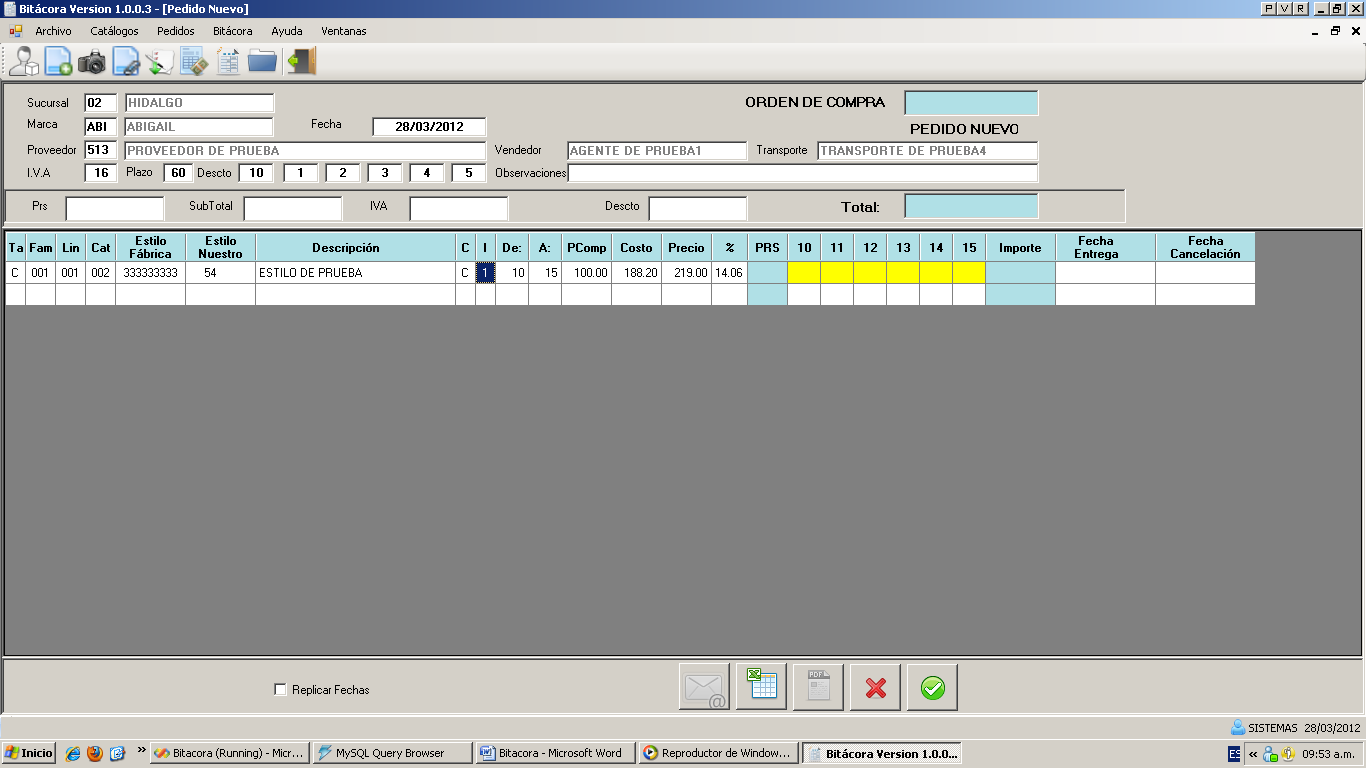 Bitácora Version 1.0.0.3 - [Pedido Nuevo]
P V R
Archivo Catálogos Pedidos Bitácora Ayuda Ventanas
Sucursal 02 HIDALGO ORDEN DE COMPRA
Marca ABI ABIGAIL Fecha 28/03/2012 PEDIDO NUEVO
Proveedor 513 PROVEEDOR DE PRUEBA Vendedor AGENTE DE PRUEBA1 Transporte TRANSPORTE DE PRUEBA4
I.V.A 16 Plazo 60 Descto 10 1 2 3 4 5 Observaciones
Prs SubTotal IVA Descto Total:
Ta Fam Lin Cat Estilo Fábrica Estilo Nuestro Descripción C I De: A: PComp Costo Precio % PRS 10 11 12 13 14 15 Importe Fecha Entrega Fecha Cancelación
C 001 001 002 333333333 54 ESTILO DE PRUEBA C 1 10 15 100.00 188.20 219.00 14.06
Replicar Fechas
@
PDF
SISTEMAS 28/03/2012
Inicio » Bitacora (Running) - Micr... MySQL Query Browser Bitacora - Microsoft Word Reproductor de Window... Bitácora Version 1.0.0... ES « 09:53 a.m.